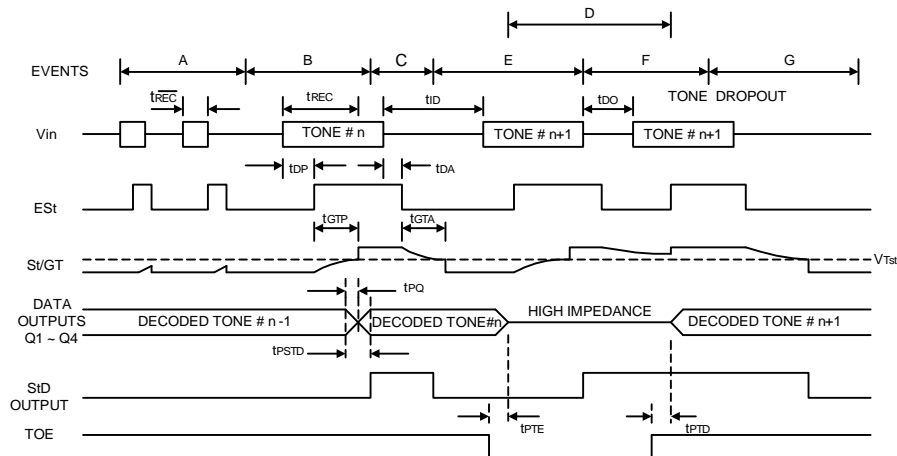 D
A B C E F G
EVENTS
TONE DROPOUT
tREC tREC tID tDO
Vin
TONE # n TONE # n+1 TONE # n+1
tDP tDA
ESt
tGTP tGTA
St/GT
VTst
tPQ
DATA
OUTPUTS
Q1 ~ Q4
DECODED TONE # n-1 DECODED TONE#n HIGH IMPEDANCE DECODED TONE # n+1
tPSTD
StD
OUTPUT
tPTE tPTD
TOE